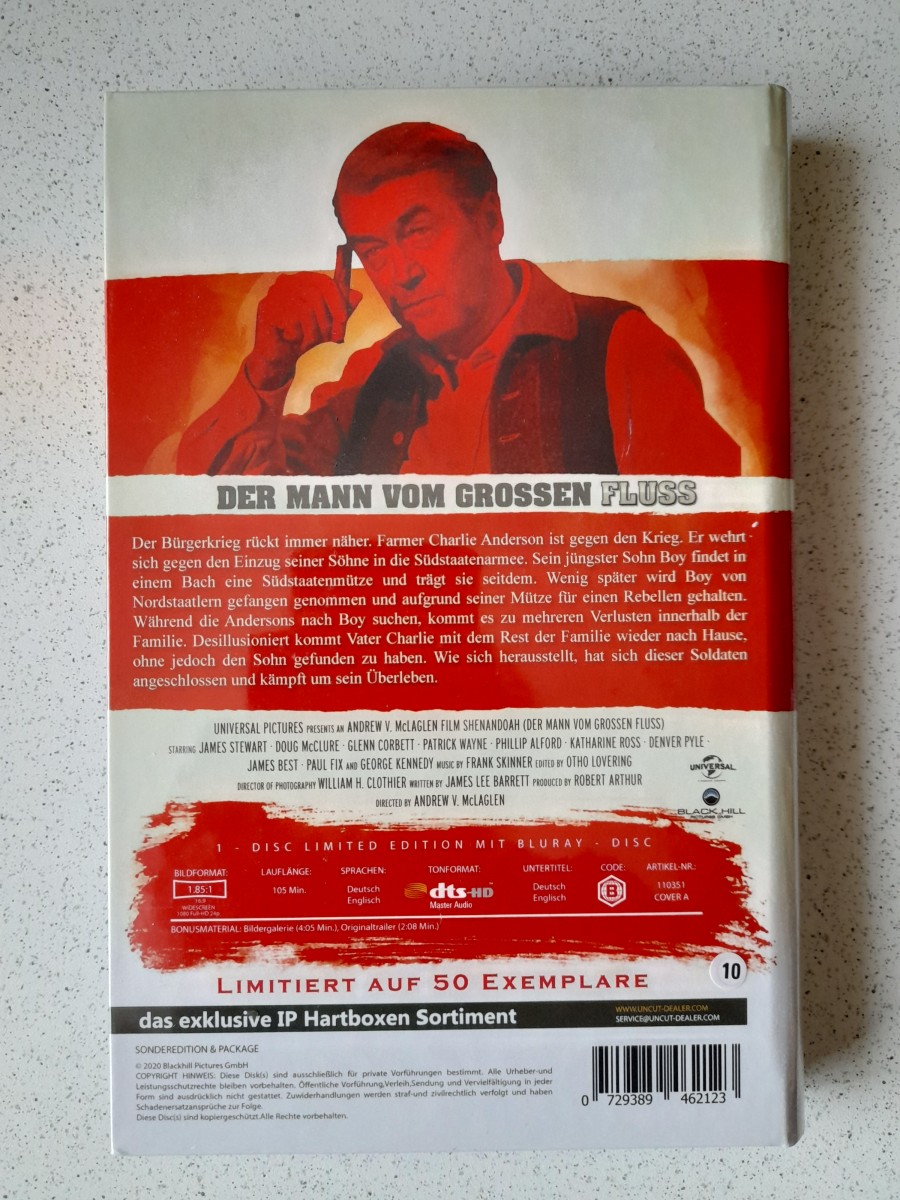 DER MANN VOM GROSSEN FLUSS
Der Bürgerkrieg rückt immer näher. Farmer Charlie Anderson ist gegen den Krieg. Er wehrt
sich gegen den Einzug seiner Söhne in die Südstaatenarmee. Sein jüngster Sohn Boy findet in
einem Bach eine Südstaatenmütze und trägt sie seitdem. Wenig später wird Boy von
Nordstaatlern gefangen genommen und aufgrund seiner Mütze für einen Rebellen gehalten.
Während die Andersons nach Boy suchen, kommt es zu mehreren Verlusten innerhalb der
Familie. Desillusioniert kommt Vater Charlie mit dem Rest der Familie wieder nach Hause,
ohne jedoch den Sohn gefunden zu haben. Wie sich herausstellt, hat sich dieser Soldaten
angeschlossen und kämpft um sein Überleben.
UNIVERSAL PICTURES PRESENTS AN ANDREW V. McLAGLEN FILM SHENANDOAH (DER MANN VOM GROSSEN FLUSS)
STARRING JAMES STEWART · DOUG McCLURE · GLENN CORBETT · PATRICK WAYNE · PHILLIP ALFORD · KATHARINE ROSS · DENVER PYLE ·
JAMES BEST · PAUL FIX AND GEORGE KENNEDY MUSIC BY FRANK SKINNER EDITED BY OTHO LOVERING
DIRECTOR OF PHOTOGRAPHY WILLIAM H. CLOTHIER WRITTEN BY JAMES LEE BARRETT PRODUCED BY ROBERT ARTHUR
DIRECTED BY ANDREW V. McLAGLEN
UNIVERSAL
BLACK HILL
PICTURES GMBH
1 - DISC LIMITED EDITION MIT BLURAY - DISC
BILDFORMAT: LAUFLÄNGE: SPRACHEN: TONFORMAT: UNTERTITEL: CODE: ARTIKEL-NR.:
1.85:1 105 Min. Deutsch dts-HD Deutsch B 110351
16:9 Englisch Master Audio Englisch COVER A
WIDESCREEN
1080 Full-HD 24p
BONUSMATERIAL: Bildergalerie (4:05 Min.), Originaltrailer (2:08 Min.)
LIMITIERT AUF 50 EXEMPLARE
10
das exklusive IP Hartboxen Sortiment
WWW.UNCUT-DEALER.COM
SERVICE@UNCUT-DEALER.COM
SONDEREDITION & PACKAGE
© 2020 Blackhill Pictures GmbH
COPYRIGHT HINWEIS: Diese Disk(s) sind ausschließlich für private Vorführungen bestimmt. Alle Urheber-und
Leistungsschutzrechte bleiben vorbehalten. Öffentliche Vorführung,Verleih,Sendung und Vervielfältigung in jeder
Form sind ausdrücklich nicht gestattet. Zuwiderhandlungen werden straf-und zivilrechtlich verfolgt und haben
Schadenersatzansprüche zur Folge.
Diese Disc(s) sind kopiergeschützt.Alle Rechte vorbehalten.
0 729389 462123